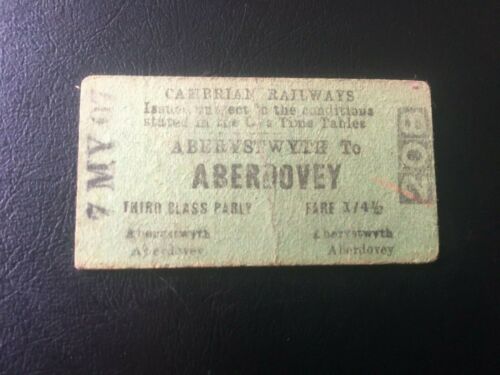 CAMBRIAN RAILWAYS
Issued subject to the conditions
stated in the Co's Time Tables
ABERYSTWYTH To
ABERDOVEY
THIRD CLASS PARLY FARE 1/4½
Aberystwyth Aberystwyth
Aberdovey Aberdovey
7 MY 07
208